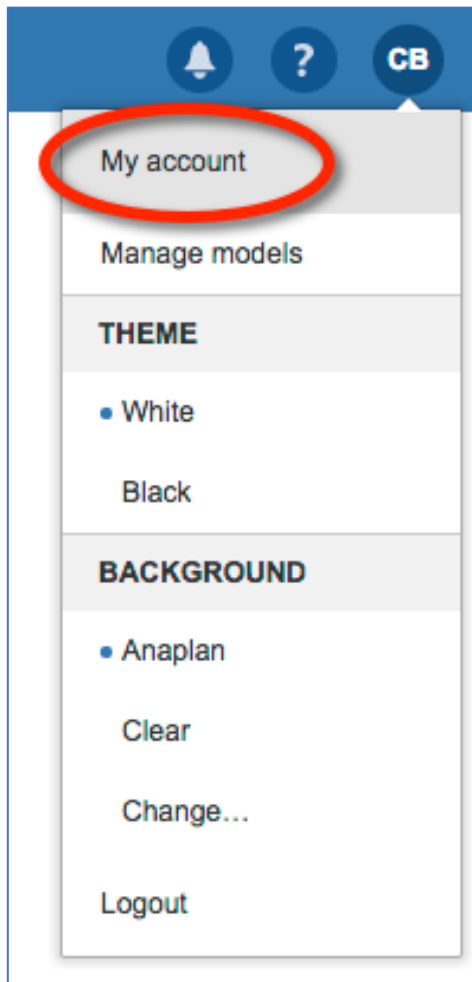 ?
CB
My account
Manage models
THEME
• White
Black
BACKGROUND
• Anaplan
Clear
Change...
Logout